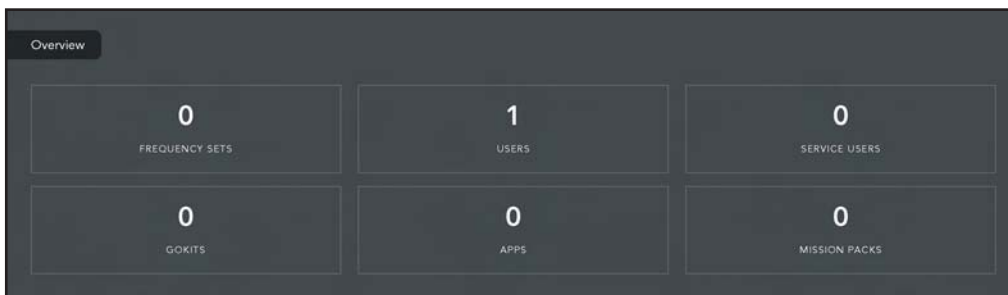 Overview
0 1 0
FREQUENCY SETS USERS SERVICE USERS
0 0 0
GOKITS APPS MISSION PACKS